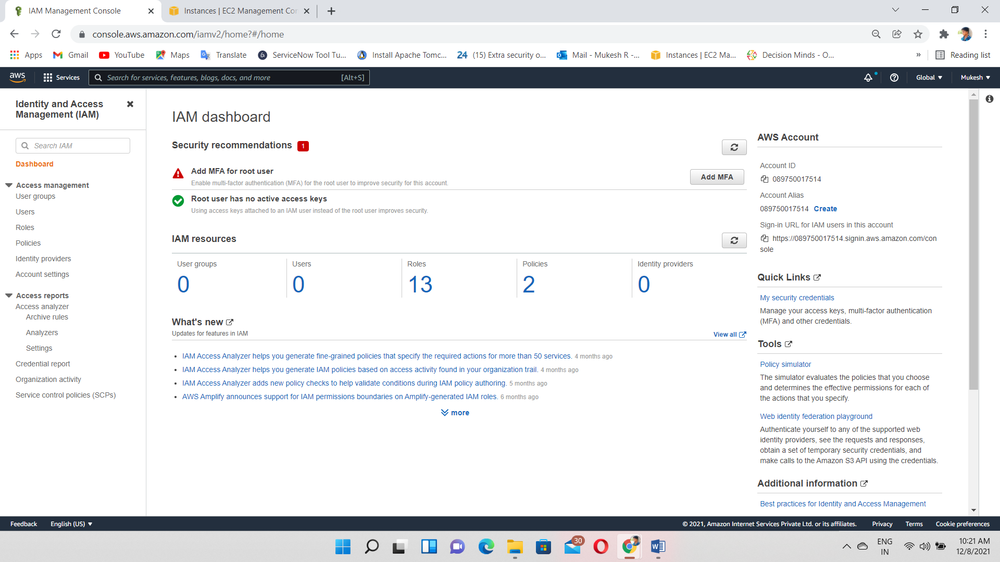 IAM Management Console
Instances | EC2 Management Con
console.aws.amazon.com/iamv2/home?#/home
Apps
Gmail
YouTube
Maps
Translate
ServiceNow Tool Tu...
Install Apache Tomc...
24
(15) Extra security o...
Mail - Mukesh R -...
Instances | EC2 Ma...
Decision Minds - O...
»
Reading list
aws
Services
Search for services, features, blogs, docs, and more
[Alt+S]
Global
Mukesh
Identity and Access
Management (IAM)
Search IAM
Dashboard
Access management
User groups
Users
Roles
Policies
Identity providers
Account settings
Access reports
Access analyzer
Archive rules
Analyzers
Settings
Credential report
Organization activity
Service control policies (SCPs)
IAM dashboard
Security recommendations 1
Add MFA for root user
Enable multi-factor authentication (MFA) for the root user to improve security for this account.
Add MFA
Root user has no active access keys
Using access keys attached to an IAM user instead of the root user improves security.
IAM resources
User groups
0
Users
0
Roles
13
Policies
2
Identity providers
0
What's new
Updates for features in IAM
View all
IAM Access Analyzer helps you generate fine-grained policies that specify the required actions for more than 50 services. 4 months ago
IAM Access Analyzer helps you generate IAM policies based on access activity found in your organization trail. 4 months ago
IAM Access Analyzer adds new policy checks to help validate conditions during IAM policy authoring. 5 months ago
AWS Amplify announces support for IAM permissions boundaries on Amplify-generated IAM roles. 6 months ago
more
AWS Account
Account ID
089750017514
Account Alias
089750017514 Create
Sign-in URL for IAM users in this account
https://089750017514.signin.aws.amazon.com/con
sole
Quick Links
My security credentials
Manage your access keys, multi-factor authentication
(MFA) and other credentials.
Tools
Policy simulator
The simulator evaluates the policies that you choose
and determines the effective permissions for each of
the actions that you specify.
Web identity federation playground
Authenticate yourself to any of the supported web
identity providers, see the requests and responses,
obtain a set of temporary security credentials, and
make calls to the Amazon S3 API using the credentials.
Additional information
Best practices for Identity and Access Management
Feedback
English (US)
© 2021, Amazon Internet Services Private Ltd. or its affiliates.
Privacy
Terms
Cookie preferences
30
ENG
IN
10:21 AM
12/8/2021